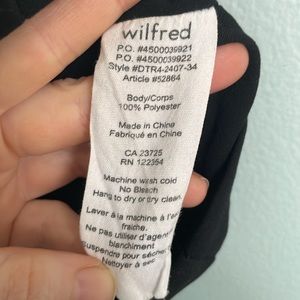 wilfred
P.O. #4500039921
P.O. #4500039922
Style #DTR4-2407-34
Article #52864
Body/Corps
100% Polyester
Made in China
Fabriqué en Chine
CA 23725
RN 122354
Machine wash cold
No Bleach
Hang to dry or dry clean.
Laver à la machine à l'eau
fraiche.
Ne pas utiliser d'agent
blanchiment
Suspendre pour sécher
Nettoyer à sec